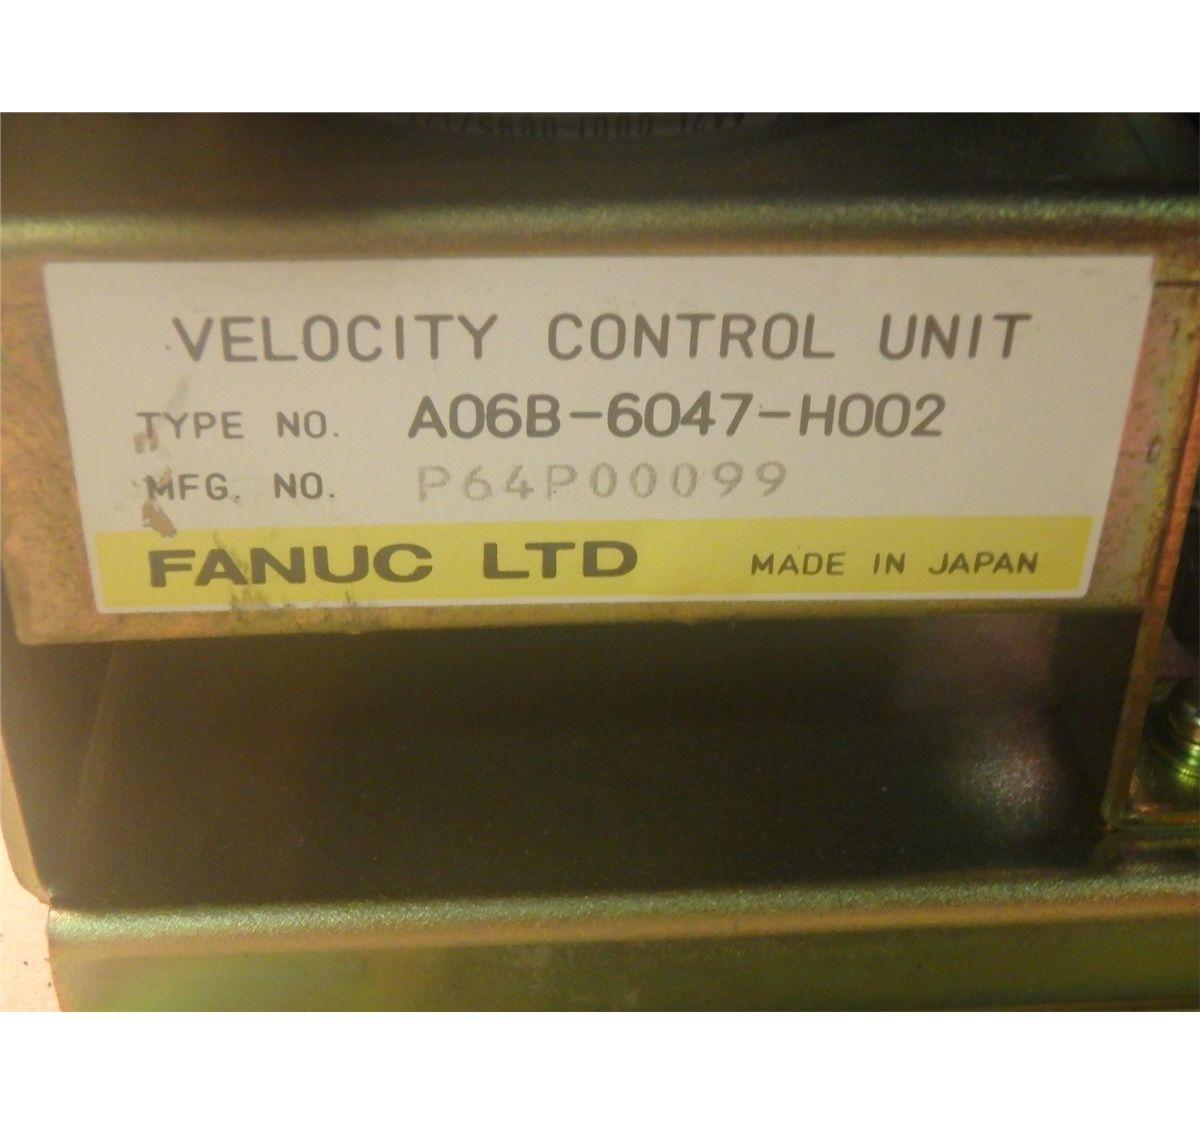 VELOCITY CONTROL UNIT
TYPE NO. A06B-6047-H002
MFG. NO. P64P00099
FANUC LTD MADE IN JAPAN